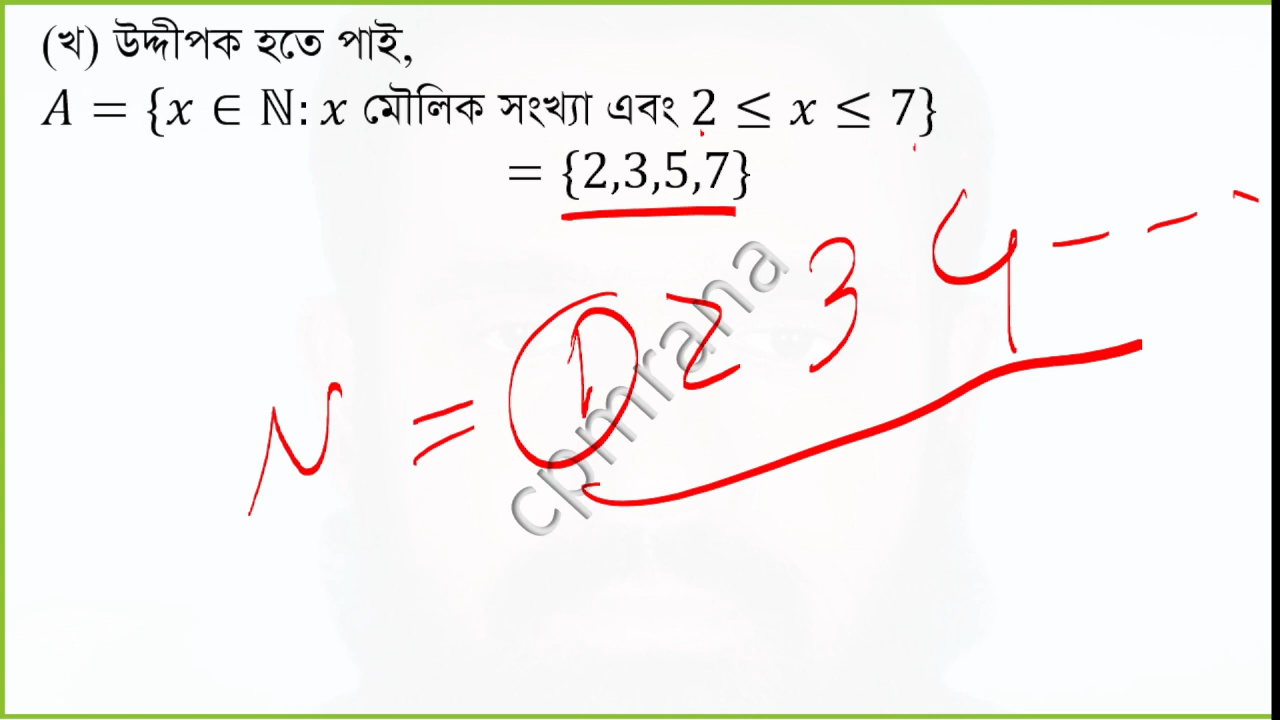 (খ) উদ্দীপক হতে পাই,
A = {x ∈ ℕ: x মৌলিক সংখ্যা এবং 2 ≤ x ≤ 7}
= {2,3,5,7}
N = 1 2 3 4 - - -
cpmrana